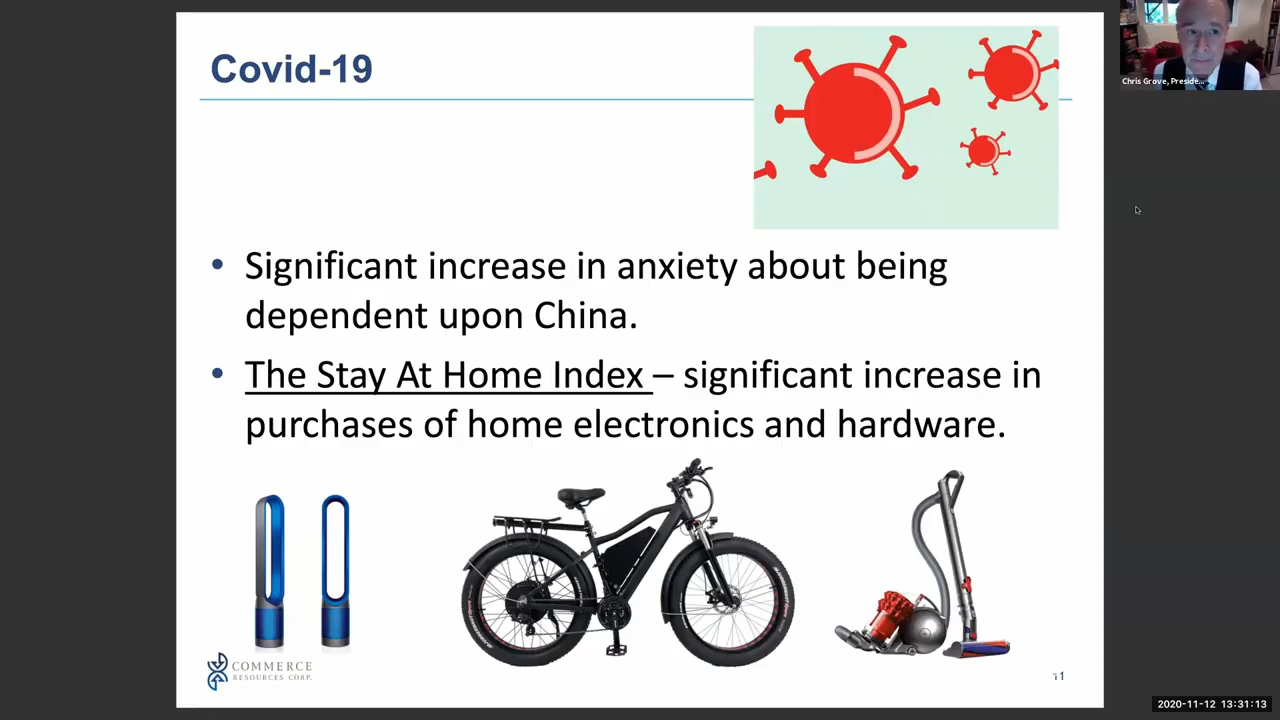 Covid-19
Chris Grove, Preside...
• Significant increase in anxiety about being
dependent upon China.
• The Stay At Home Index – significant increase in
purchases of home electronics and hardware.
COMMERCE
RESOURCES CORP.
11
2020-11-12 13:31:13